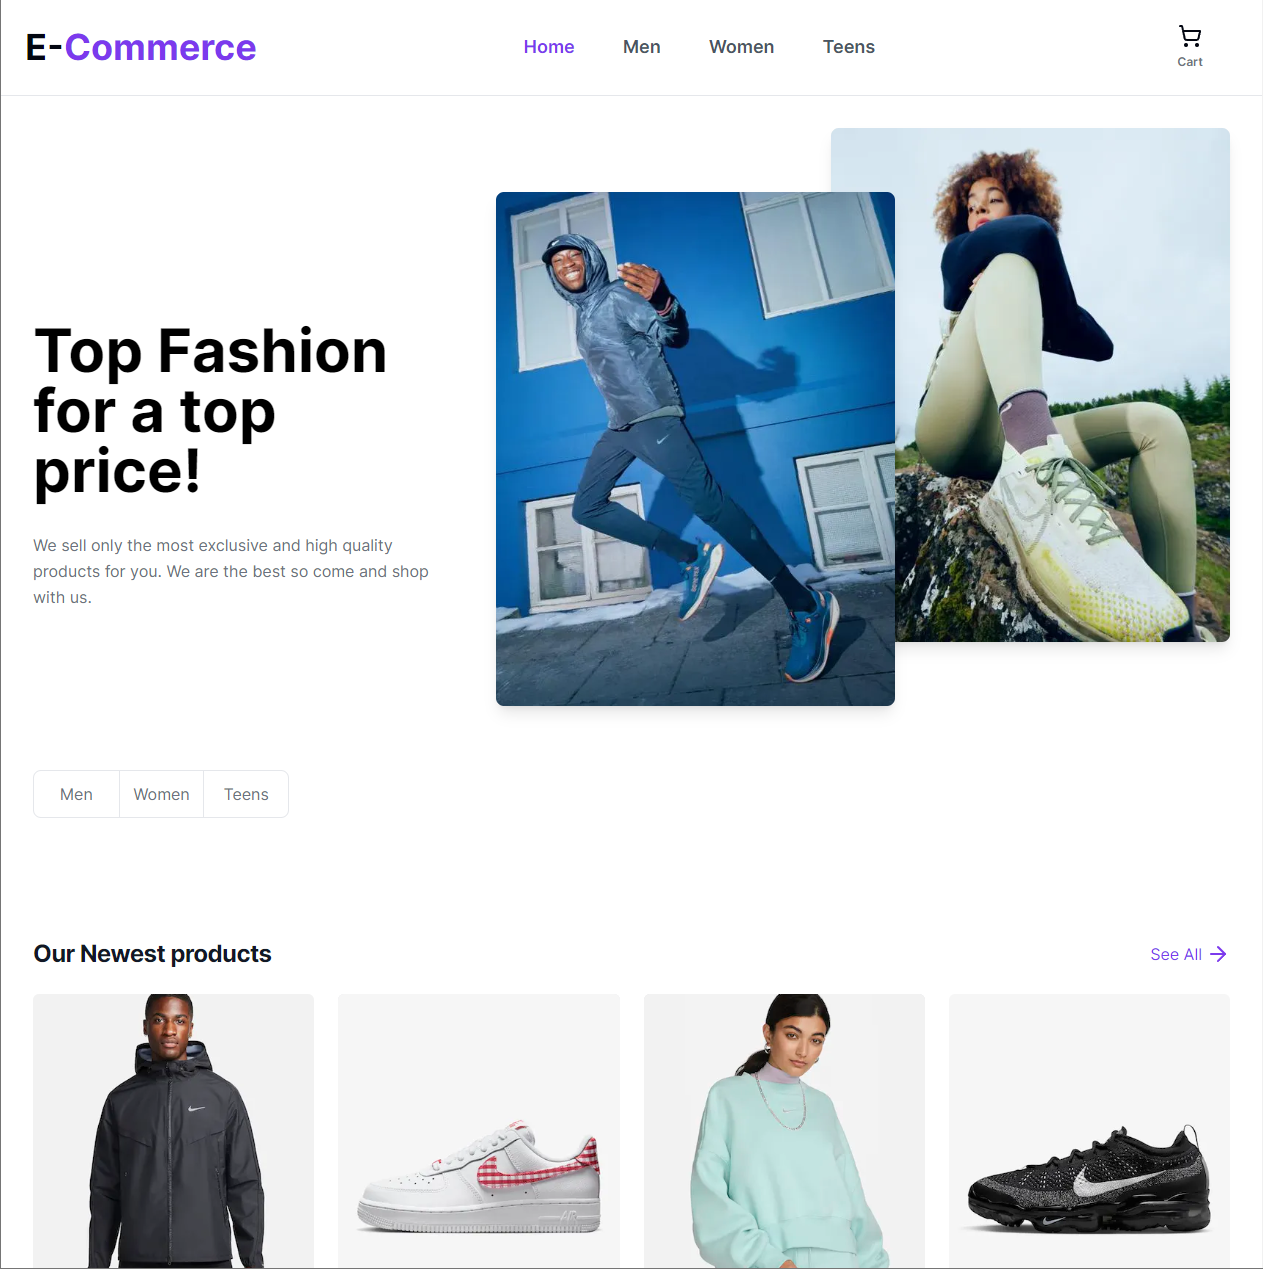 E-Commerce
Home
Men
Women
Teens
Cart
Top Fashion
for a top
price!
We sell only the most exclusive and high quality
products for you. We are the best so come and shop
with us.
Men
Women
Teens
Our Newest products
See All